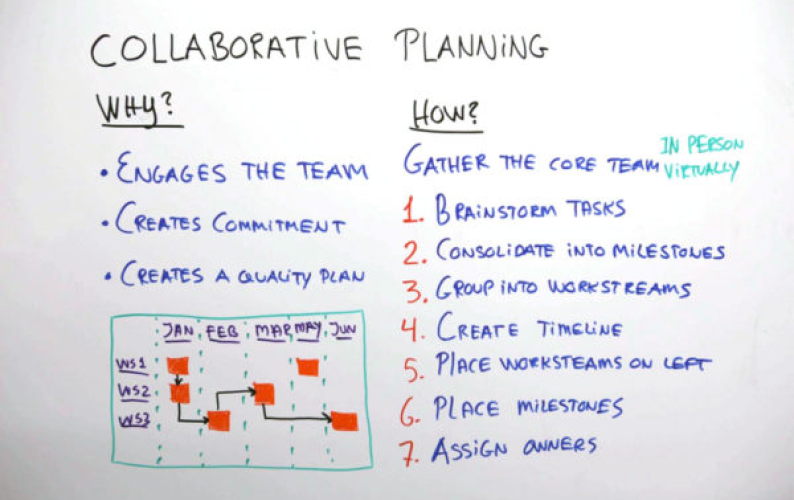 COLLABORATIVE PLANNING
WHY?
• ENGAGES THE TEAM
• CREATES COMMITMENT
• CREATES A QUALITY PLAN
JAN FEB MAR MAY JUN
WS1
WS2
WS3
HOW?
GATHER THE CORE TEAM
IN PERSON
VIRTUALLY
1. BRAINSTORM TASKS
2. CONSOLIDATE INTO MILESTONES
3. GROUP INTO WORKSTREAMS
4. CREATE TIMELINE
5. PLACE WORKSTEAMS ON LEFT
6. PLACE MILESTONES
7. ASSIGN OWNERS